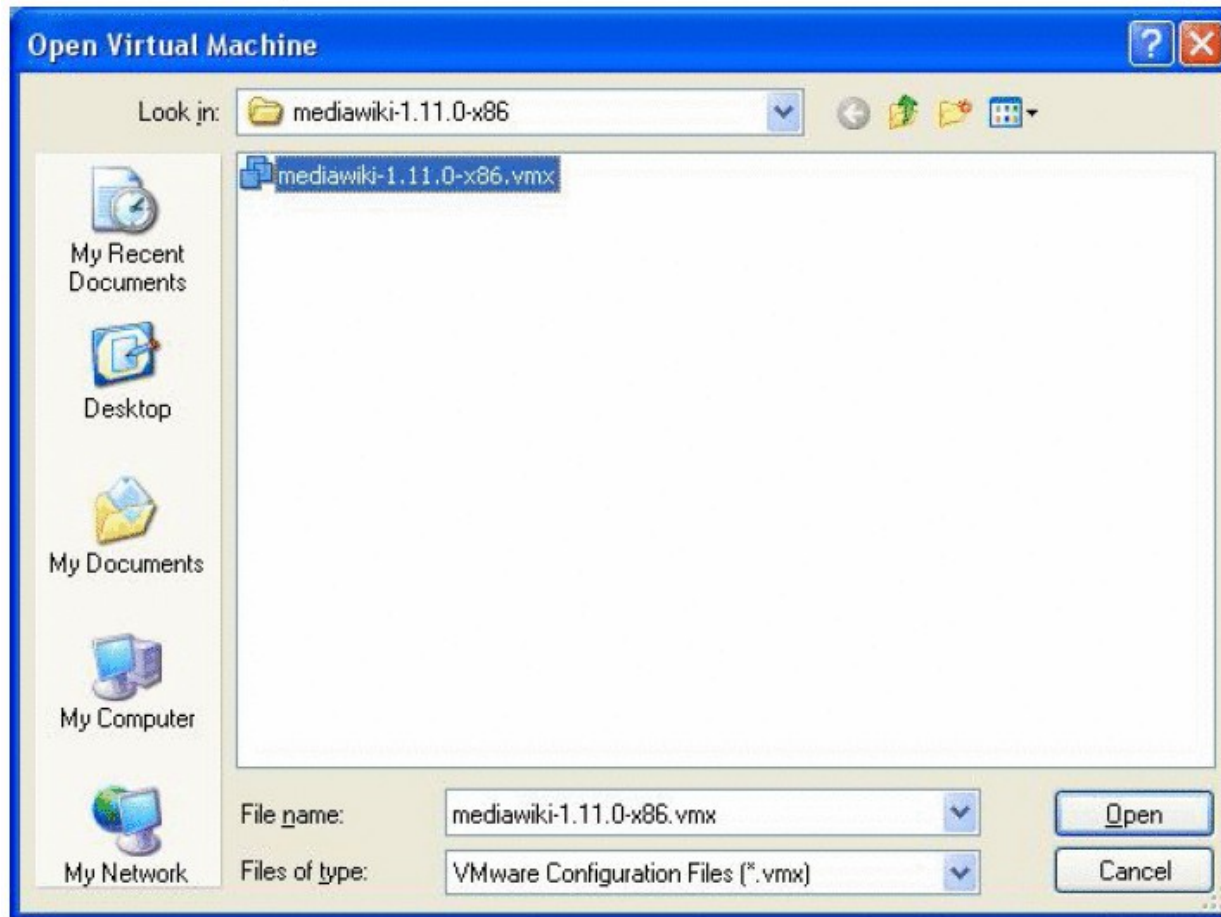 Open Virtual Machine
Look in:
mediawiki-1.11.0-x86
mediawiki-1.11.0-x86.vmx
My Recent
Documents
Desktop
My Documents
My Computer
My Network
File name:
mediawiki-1.11.0-x86.vmx
Open
Files of type:
VMware Configuration Files (*.vmx)
Cancel